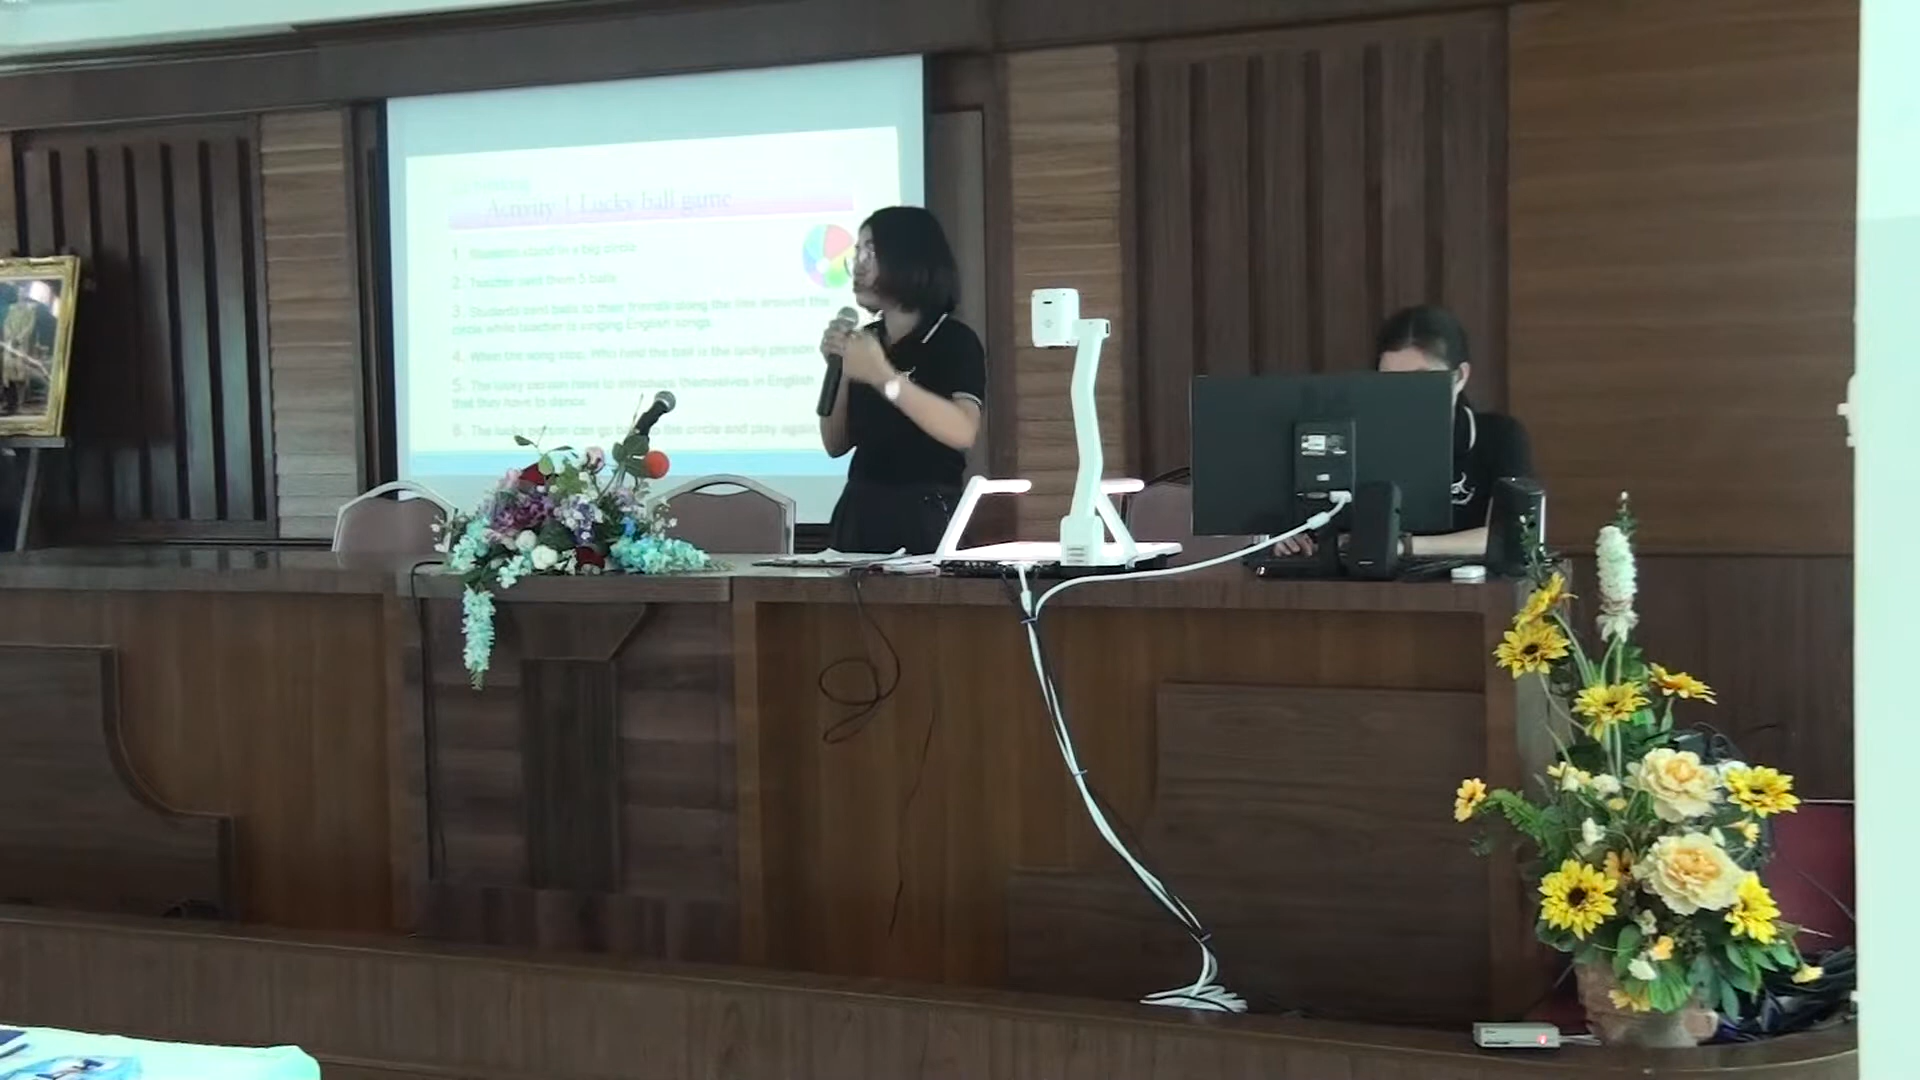 Activity 1 Lucky ball game
1. Students stand in a big circle
2. Teacher sent them 5 balls
3. Students sent balls to their friends along the line around the
circle while teacher is singing English songs.
4. When the song stop, Who hold the ball is the lucky person
5. The lucky person have to introduce themselves in English
that they have to dance
6. The lucky person can go back to the circle and play again